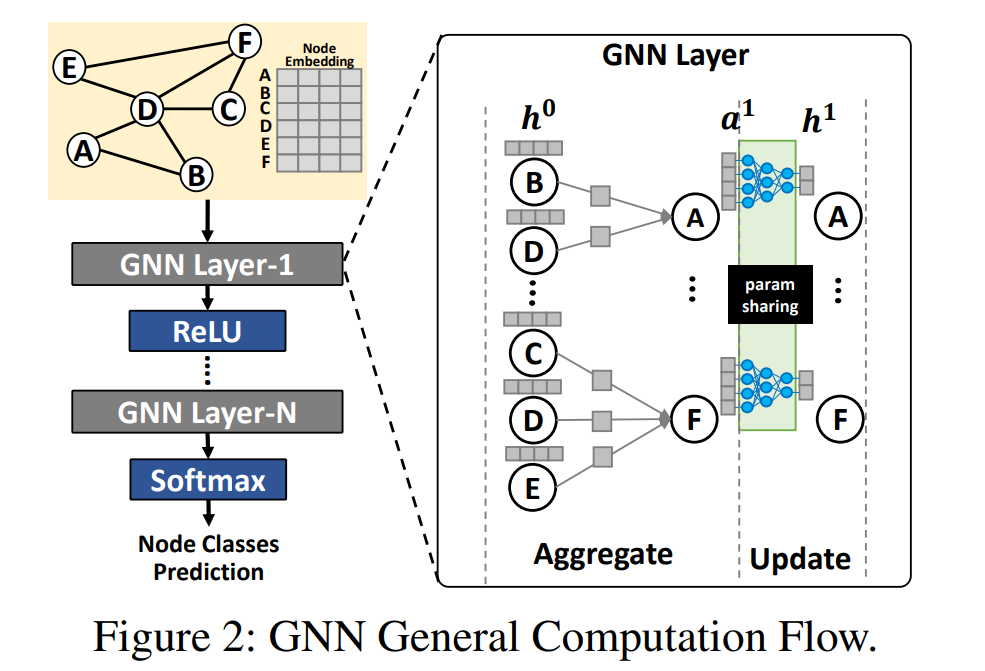 E
F
D
C
A
B
Node
Embedding
A
B
C
D
E
F
GNN Layer-1
ReLU
GNN Layer-N
Softmax
Node Classes
Prediction
GNN Layer
h⁰
a¹
h¹
B
D
A
A
param
sharing
C
D
F
F
E
Aggregate
Update
Figure 2: GNN General Computation Flow.